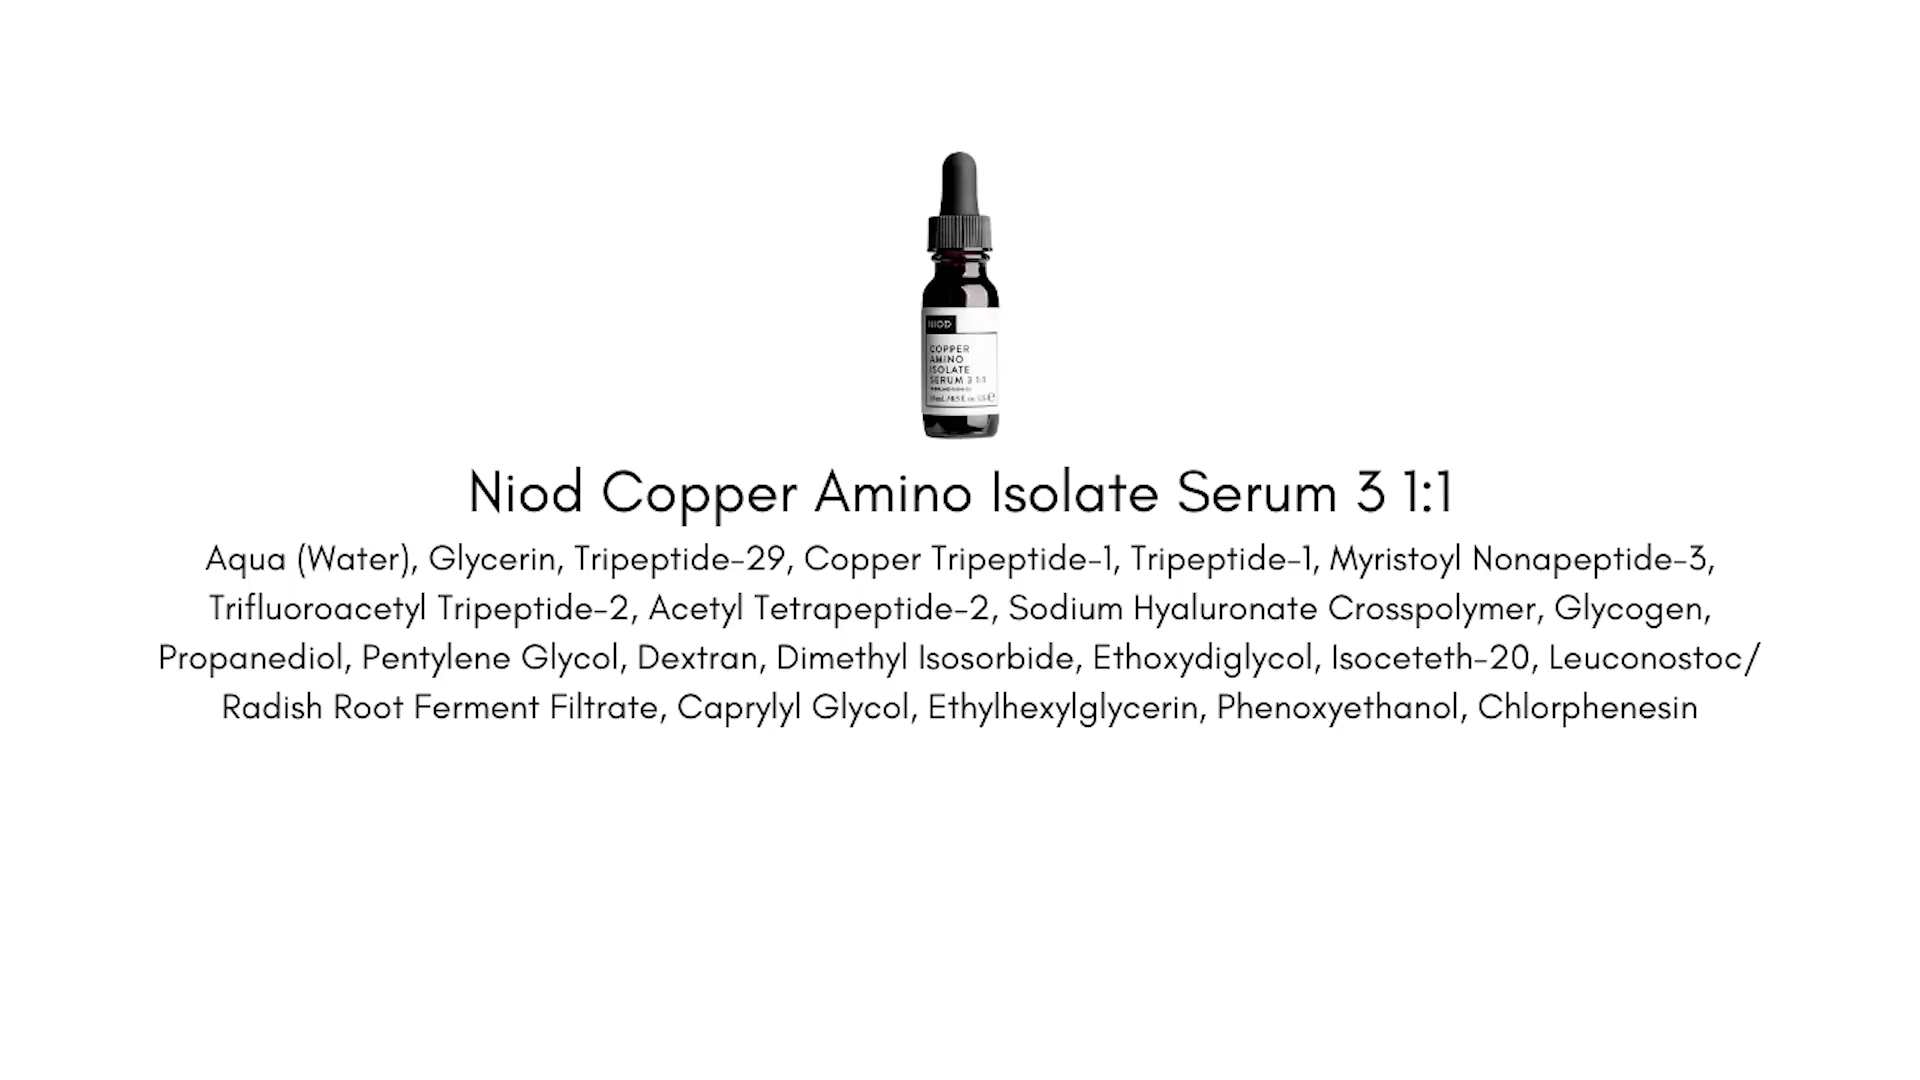 NIOD
COPPER
AMINO
ISOLATE
SERUM 3 1:1
Niod Copper Amino Isolate Serum 3 1:1
Aqua (Water), Glycerin, Tripeptide-29, Copper Tripeptide-1, Tripeptide-1, Myristoyl Nonapeptide-3,
Trifluoroacetyl Tripeptide-2, Acetyl Tetrapeptide-2, Sodium Hyaluronate Crosspolymer, Glycogen,
Propanediol, Pentylene Glycol, Dextran, Dimethyl Isosorbide, Ethoxydiglycol, Isoceteth-20, Leuconostoc/
Radish Root Ferment Filtrate, Caprylyl Glycol, Ethylhexylglycerin, Phenoxyethanol, Chlorphenesin